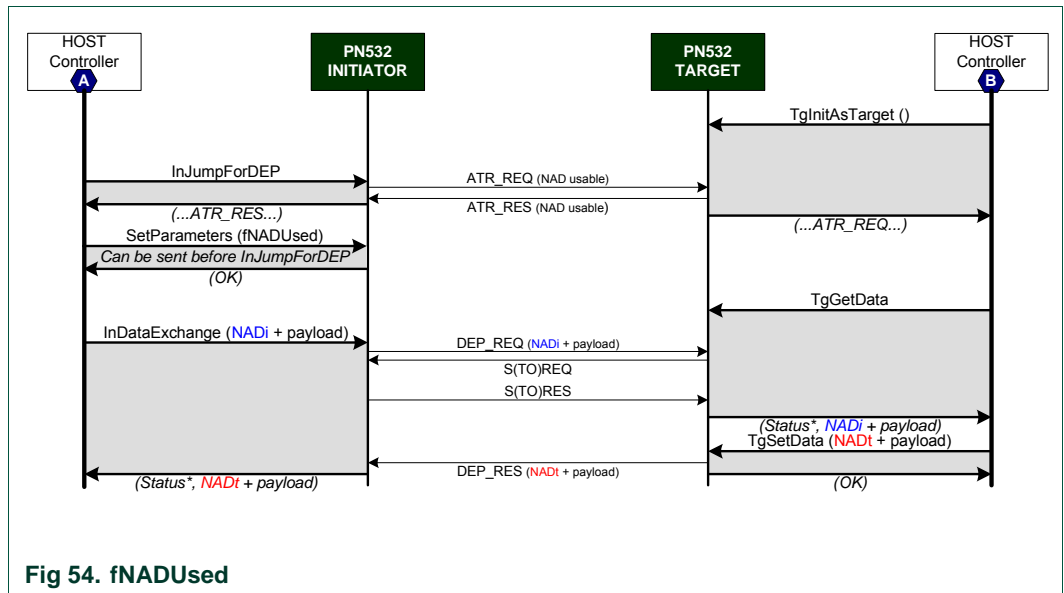 HOST
Controller
A
PN532
INITIATOR
PN532
TARGET
HOST
Controller
B
TgInitAsTarget ()
InJumpForDEP
ATR_REQ (NAD usable)
ATR_RES (NAD usable)
(...ATR_RES...)
(...ATR_REQ...)
SetParameters (fNADUsed)
Can be sent before InJumpForDEP
(OK)
TgGetData
InDataExchange (NADi + payload)
DEP_REQ (NADi + payload)
S(TO)REQ
S(TO)RES
(Status*, NADi + payload)
TgSetData (NADt + payload)
DEP_RES (NADt + payload)
(Status*, NADt + payload)
(OK)
Fig 54. fNADUsed